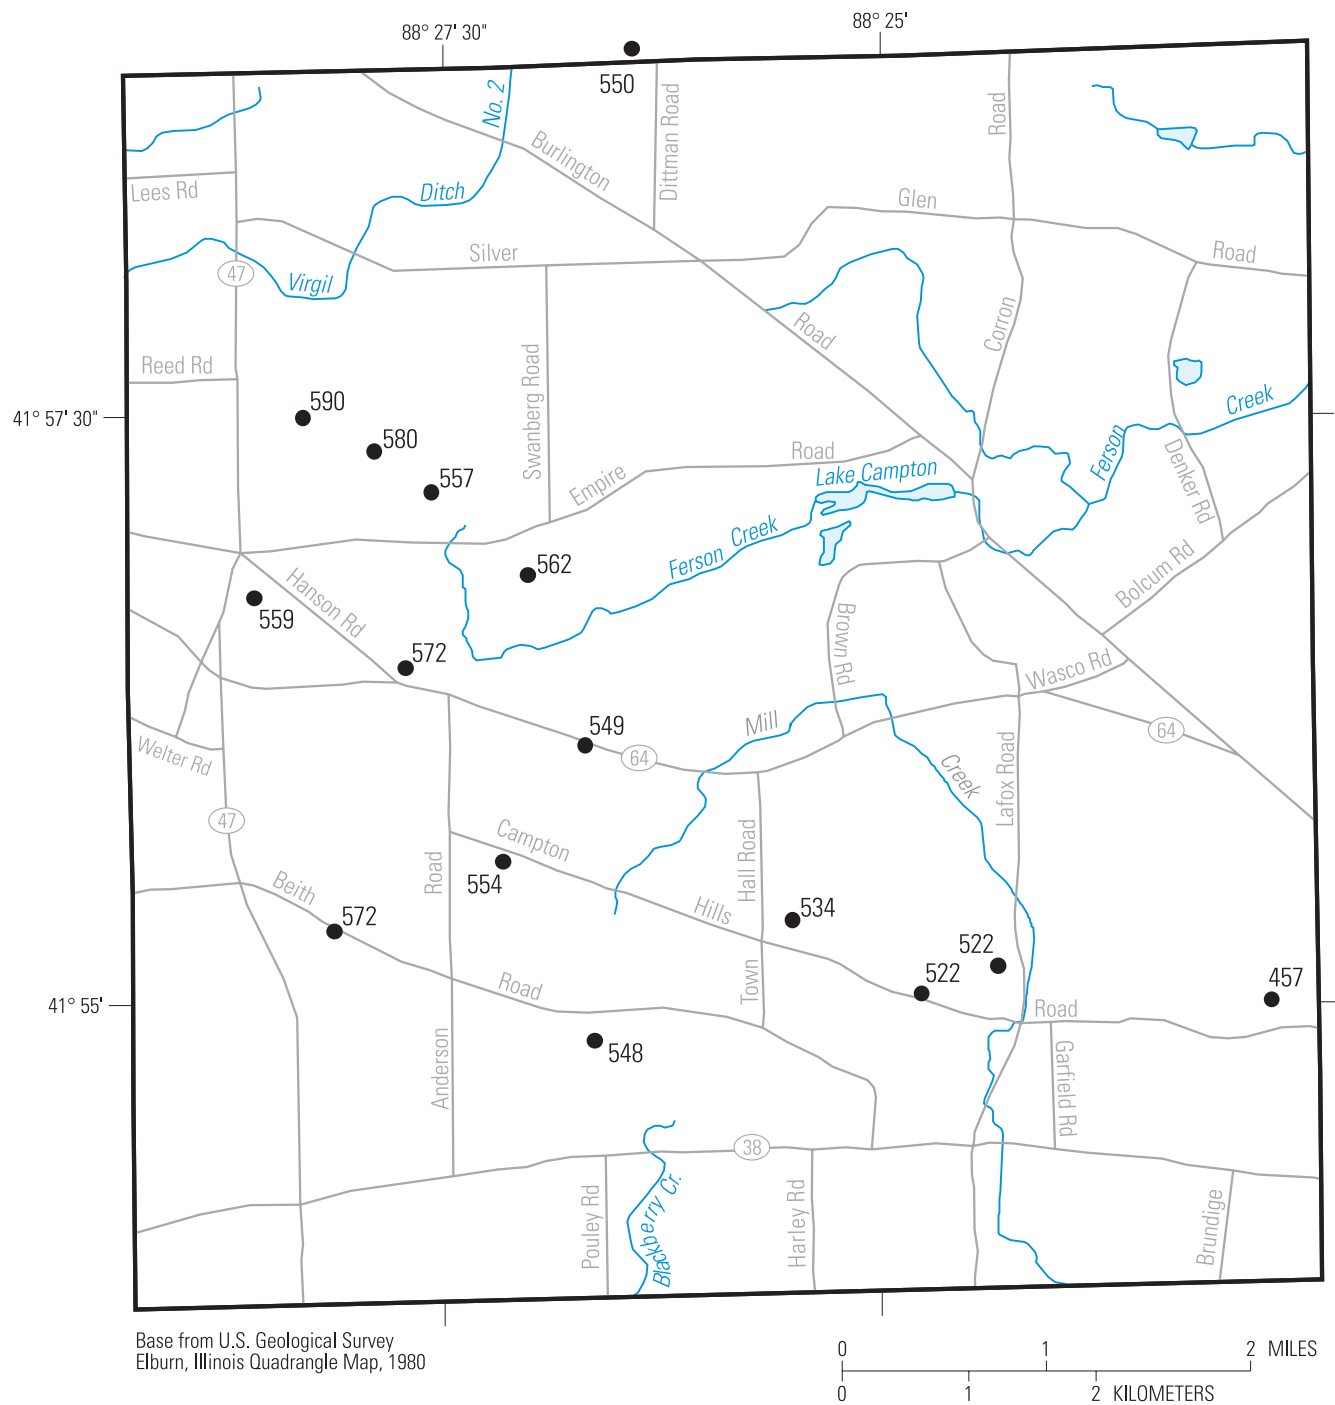 88° 27' 30"
88° 25'
550
No. 2
Burlington
Dittman Road
Road
Lees Rd
Ditch
Glen
Silver
Road
47
Virgil
Corron
Road
Reed Rd
Swanberg Road
590
41° 57' 30"
Creek
580
Ferson
Road
Denker Rd
557
Empire
Lake Campton
Ferson Creek
562
Bolcum Rd
Hanson Rd
559
Brown Rd
572
Wasco Rd
Mill
549
64
64
Welter Rd
Creek
Lafox Road
47
Campton
Hall Road
Road
554
Beith
Hills
534
572
522
522
Road
Town
457
41° 55'
Road
548
Anderson
Garfield Rd
38
Pouley Rd
Blackberry Cr.
Harley Rd
Brundige
Base from U.S. Geological Survey
Elburn, Illinois Quadrangle Map, 1980
0 1 2 MILES
0 1 2 KILOMETERS